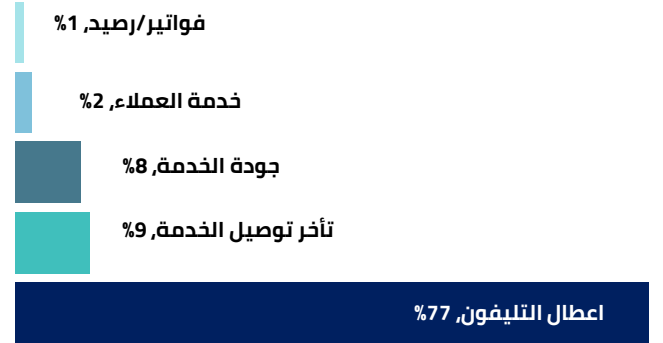 فواتير/رصيد, 1%
خدمة العملاء, 2%
جودة الخدمة, 8%
تأخر توصيل الخدمة, 9%
اعطال التليفون, 77%